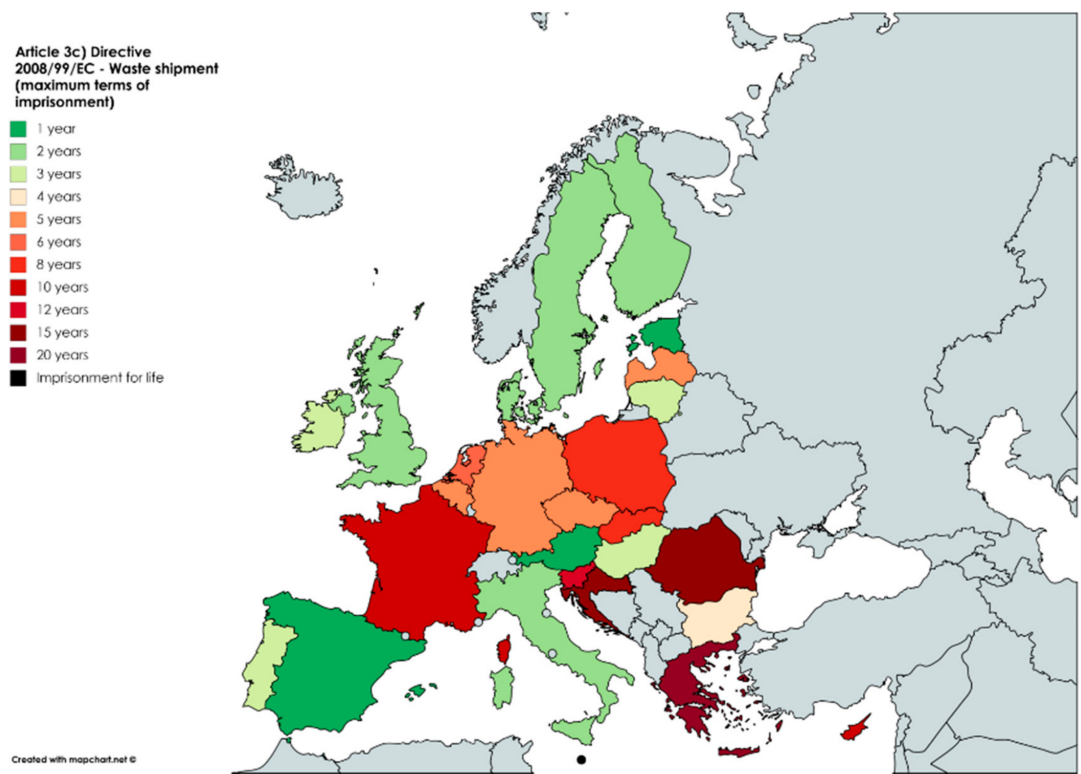 Article 3c) Directive
2008/99/EC - Waste shipment
(maximum terms of
imprisonment)
1 year
2 years
3 years
4 years
5 years
6 years
8 years
10 years
12 years
15 years
20 years
Imprisonment for life
Created with mapchart.net ©